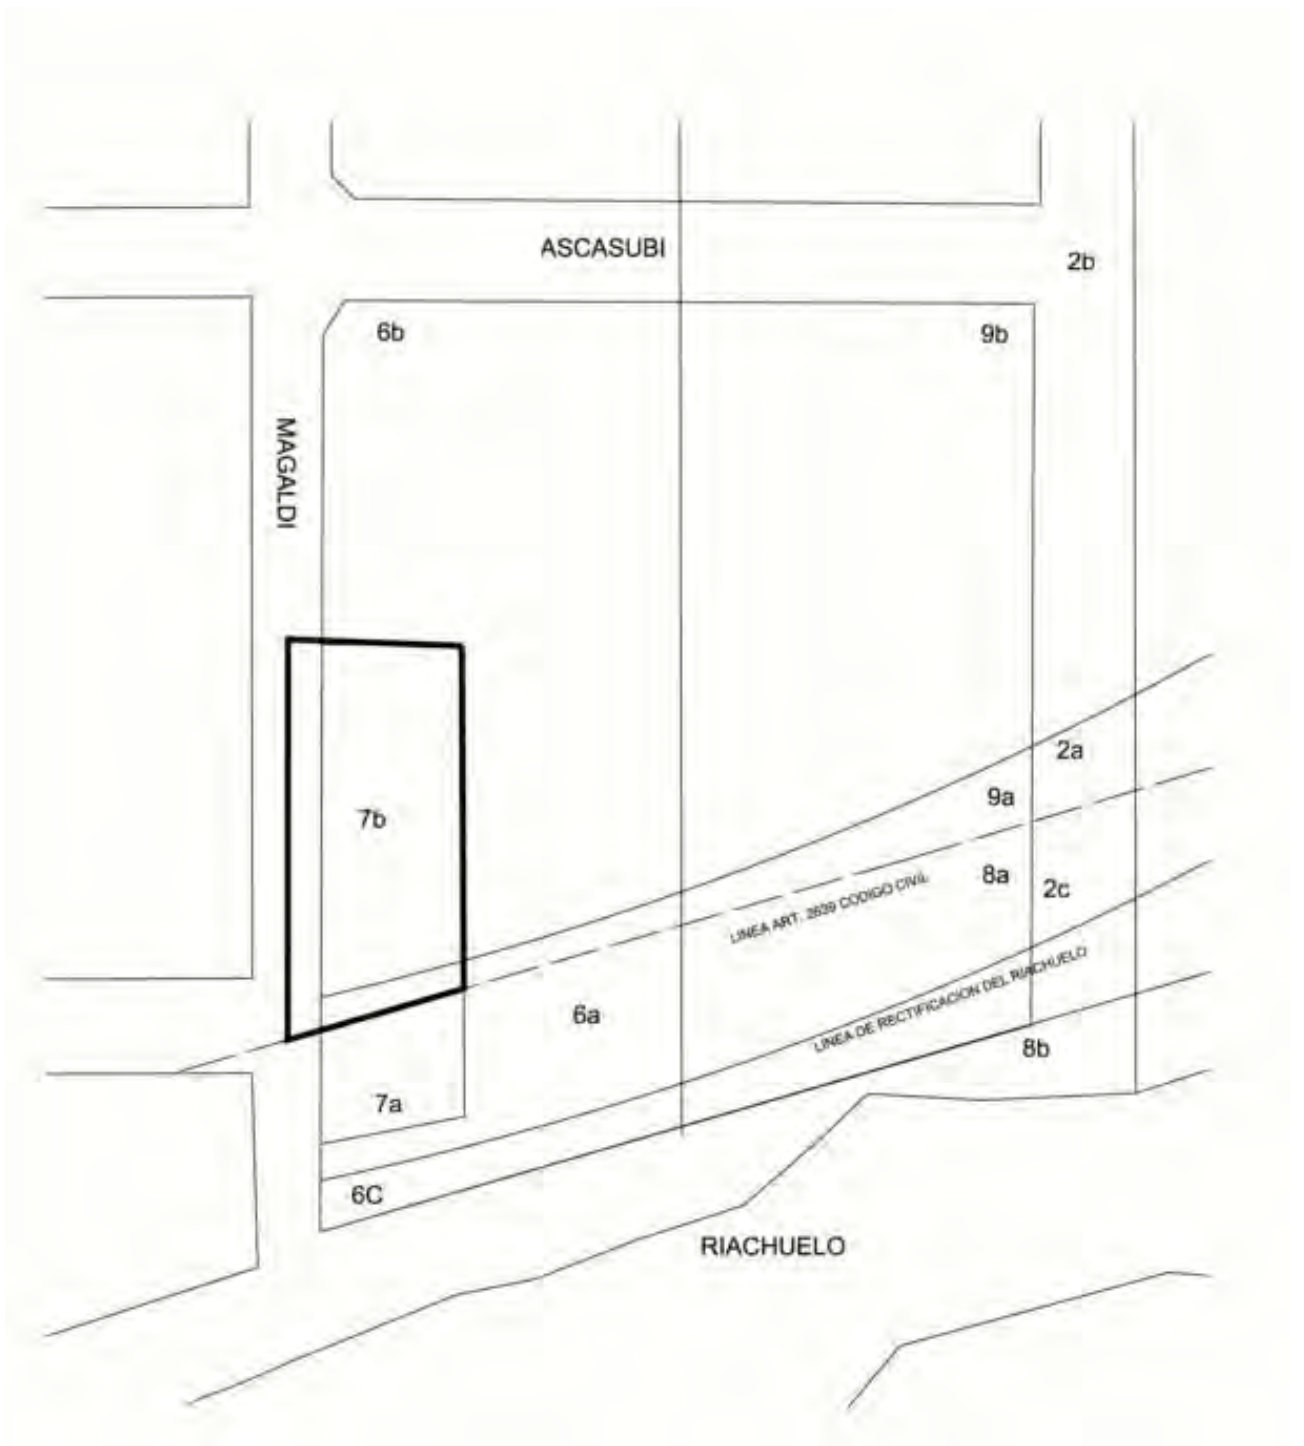 ASCASUBI
2b
6b
9b
MAGALDI
2a
9a
7b
8a
2c
LINEA ART. 2639 CODIGO CIVIL
LINEA DE RECTIFICACION DEL RIACHUELO
6a
8b
7a
6C
RIACHUELO